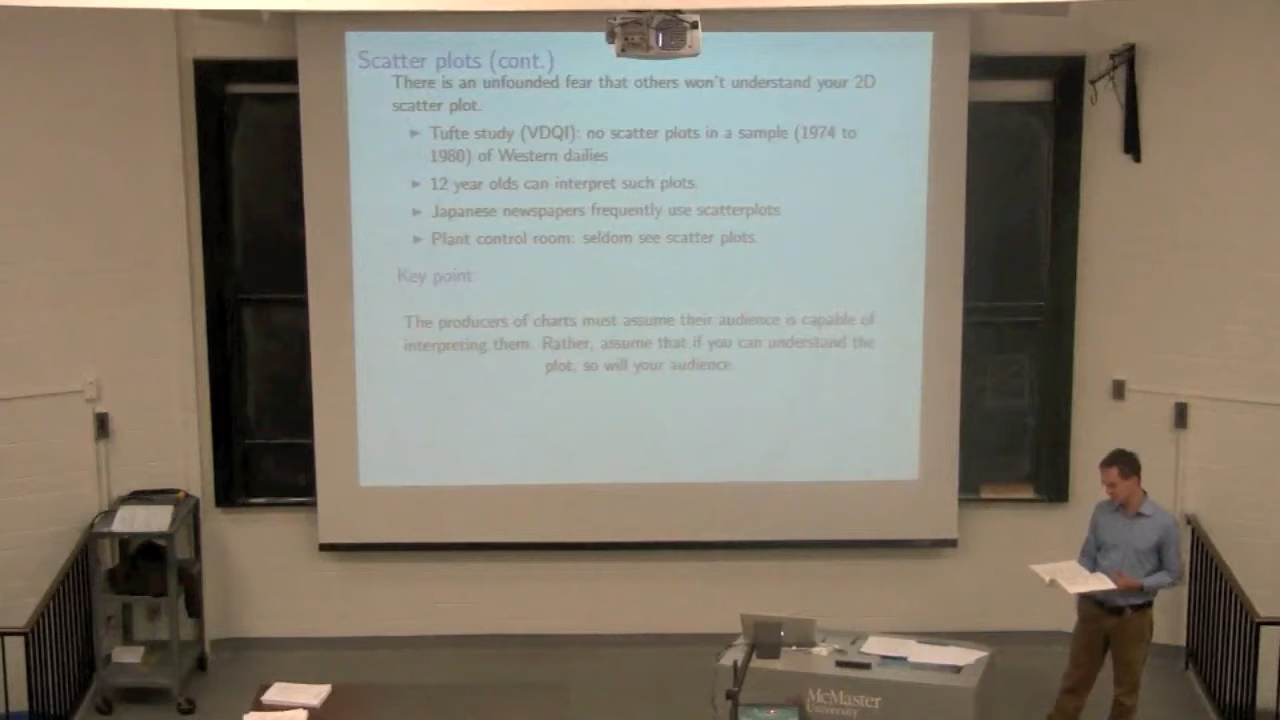 Scatter plots (cont.)
There is an unfounded fear that others won't understand your 2D
scatter plot.
Tufte study (VDQI): no scatter plots in a sample (1974 to
1980) of Western dailies
12 year olds can interpret such plots.
Japanese newspapers frequently use scatterplots
Plant control room: seldom see scatter plots.
Key point:
The producers of charts must assume their audience is capable of
interpreting them. Rather, assume that if you can understand the
plot, so will your audience.
McMaster
University